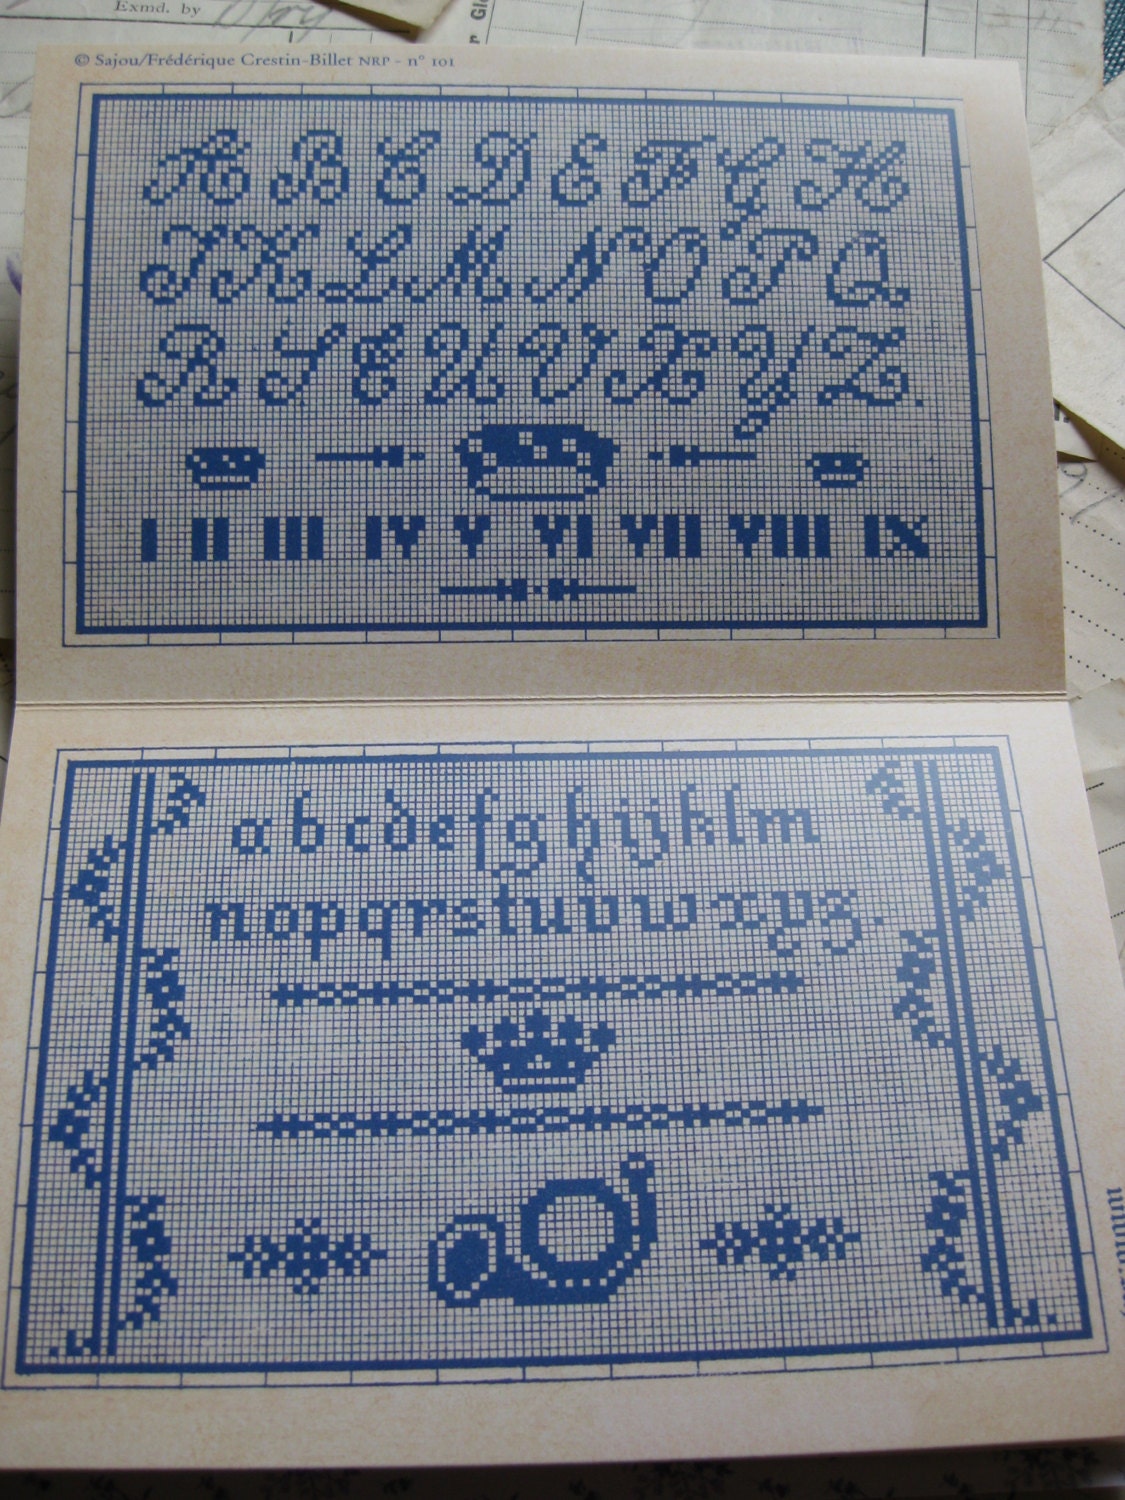 Exmd. by
© Sajou/Frédérique Crestin-Billet NRP - n° 101
A B C D E F G H
I K L M N O P Q
R S T U V X Y Z.
I II III IV V VI VII VIII IX
a b c d e f g h i j k l m
n o p q r s t u v w x y z.